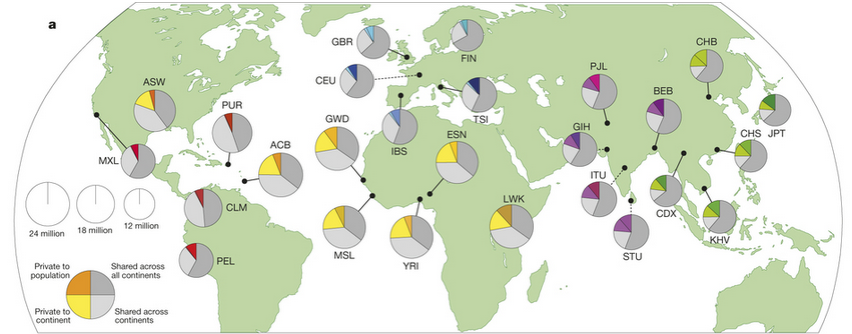 a
GBR
FIN
CHB
CEU
PJL
BEB
ASW
PUR
TSI
JPT
GWD
ESN
IBS
GIH
CHS
MXL
ACB
ITU
CDX
LWK
CLM
KHV
24 million
18 million
12 million
MSL
YRI
STU
PEL
Private to population
Shared across all continents
Private to continent
Shared across continents